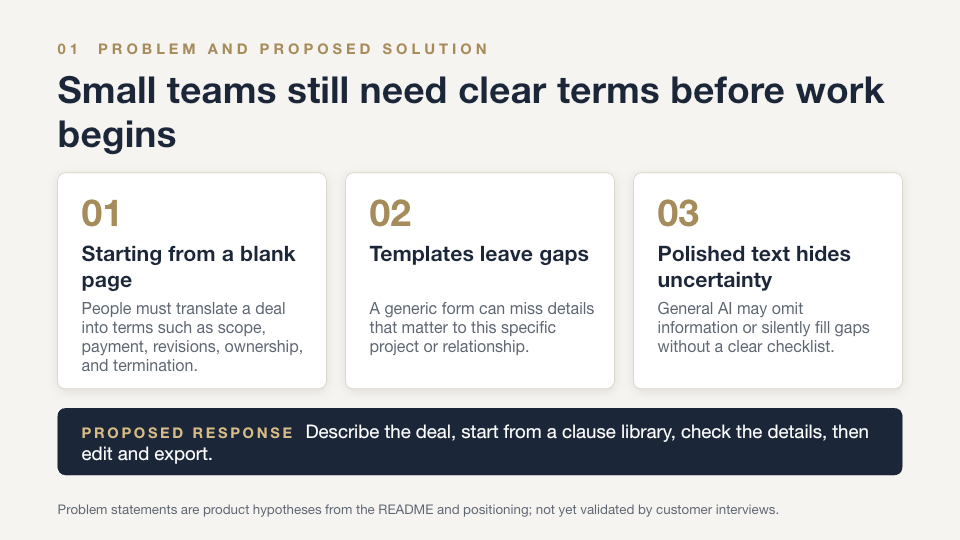 01 PROBLEM AND PROPOSED SOLUTION
Small teams still need clear terms before work
begins
01
Starting from a blank
page
People must translate a deal
into terms such as scope,
payment, revisions, ownership,
and termination.
02
Templates leave gaps
A generic form can miss details
that matter to this specific
project or relationship.
03
Polished text hides
uncertainty
General AI may omit
information or silently fill gaps
without a clear checklist.
PROPOSED RESPONSE Describe the deal, start from a clause library, check the details, then
edit and export.
Problem statements are product hypotheses from the README and positioning; not yet validated by customer interviews.